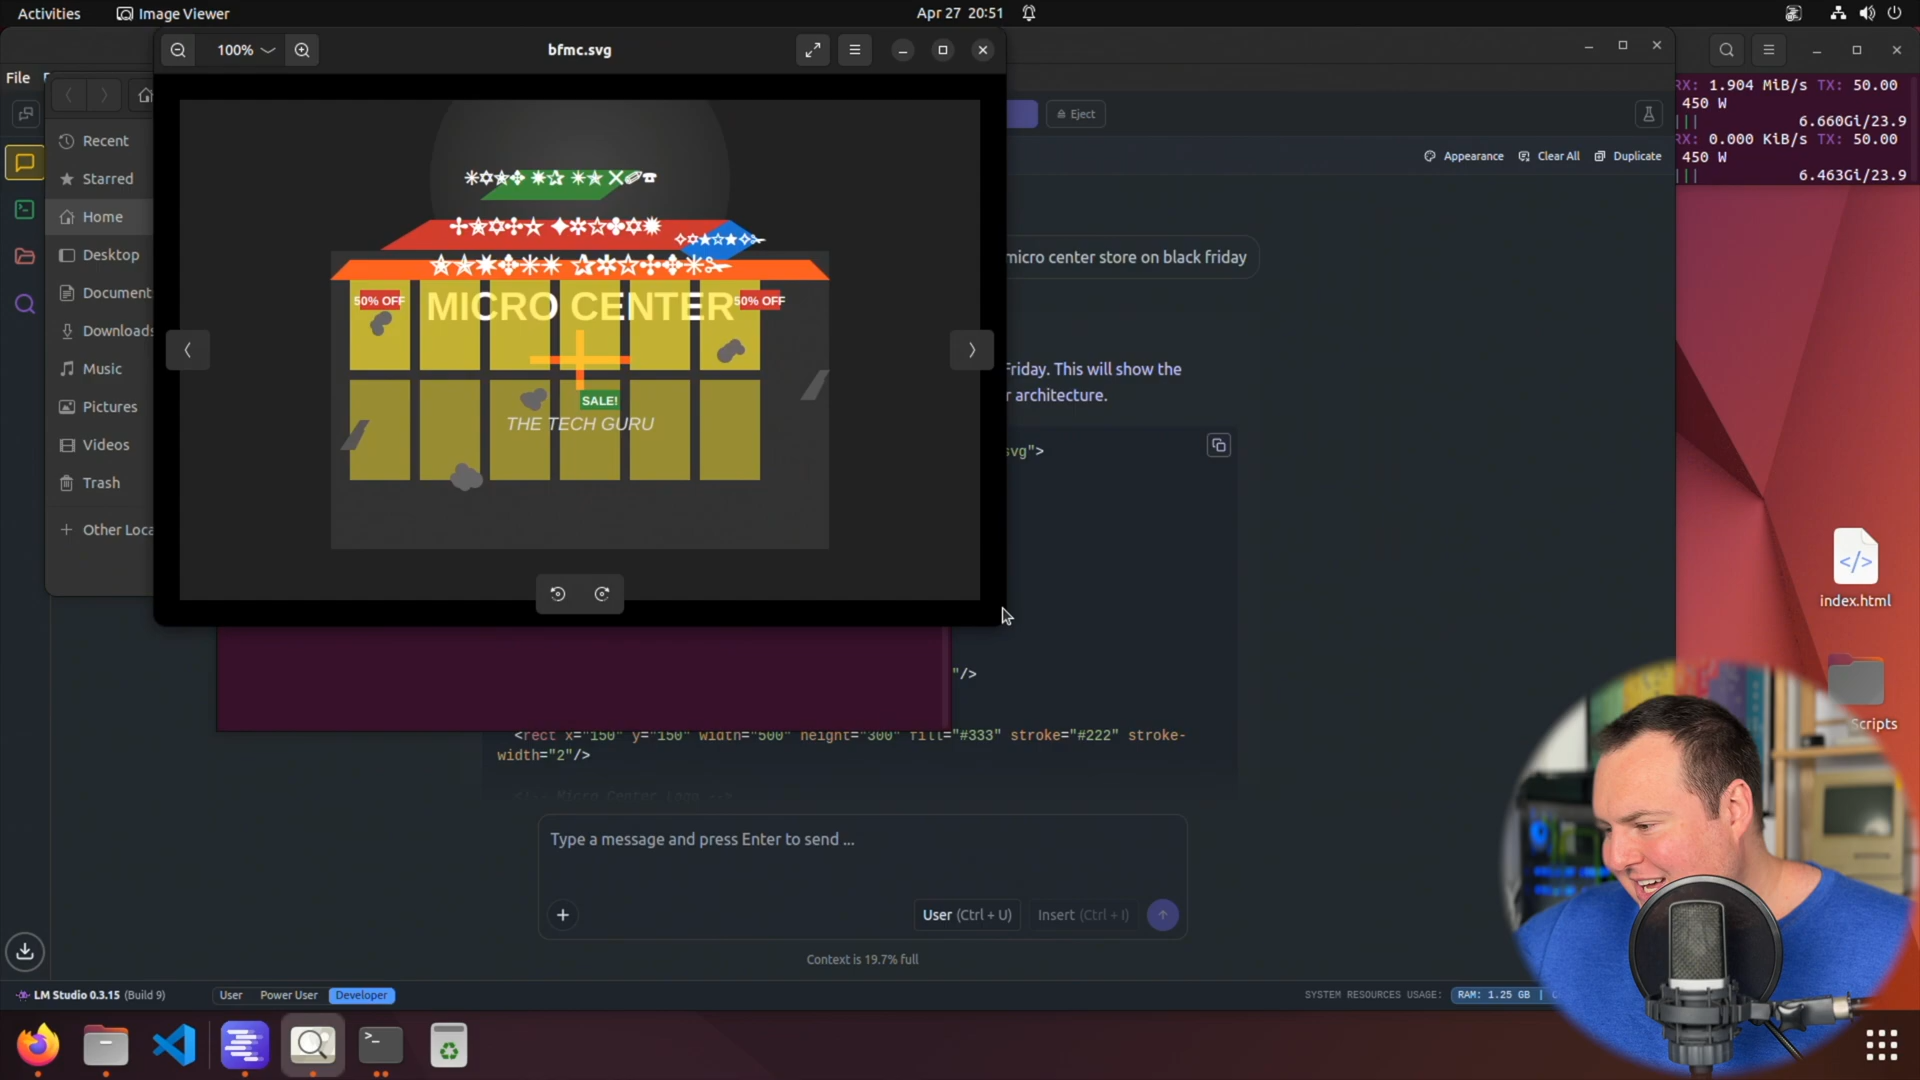 Activities
Image Viewer
Apr 27 20:51
100%
bfmc.svg
File
Eject
RX: 1.904 MiB/s TX: 50.00
450 W
6.660Gi/23.9
RX: 0.000 KiB/s TX: 50.00
450 W
6.463Gi/23.9
Appearance
Clear All
Duplicate
Recent
Starred
Home
Desktop
Document
Downloads
Music
Pictures
Videos
Trash
Other Loca
50% OFF
MICRO CENTER
50% OFF
SALE!
THE TECH GURU
micro center store on black friday
Friday. This will show the
r architecture.
svg">
"/>
<rect x="150" y="150" width="500" height="300" fill="#333" stroke="#222" stroke-
width="2"/>
<!-- Micro Center Logo -->
Type a message and press Enter to send ...
User (Ctrl + U)
Insert (Ctrl + I)
Context is 19.7% full
LM Studio 0.3.15 (Build 9)
User
Power User
Developer
SYSTEM RESOURCES USAGE:
RAM: 1.25 GB |
index.html
Scripts